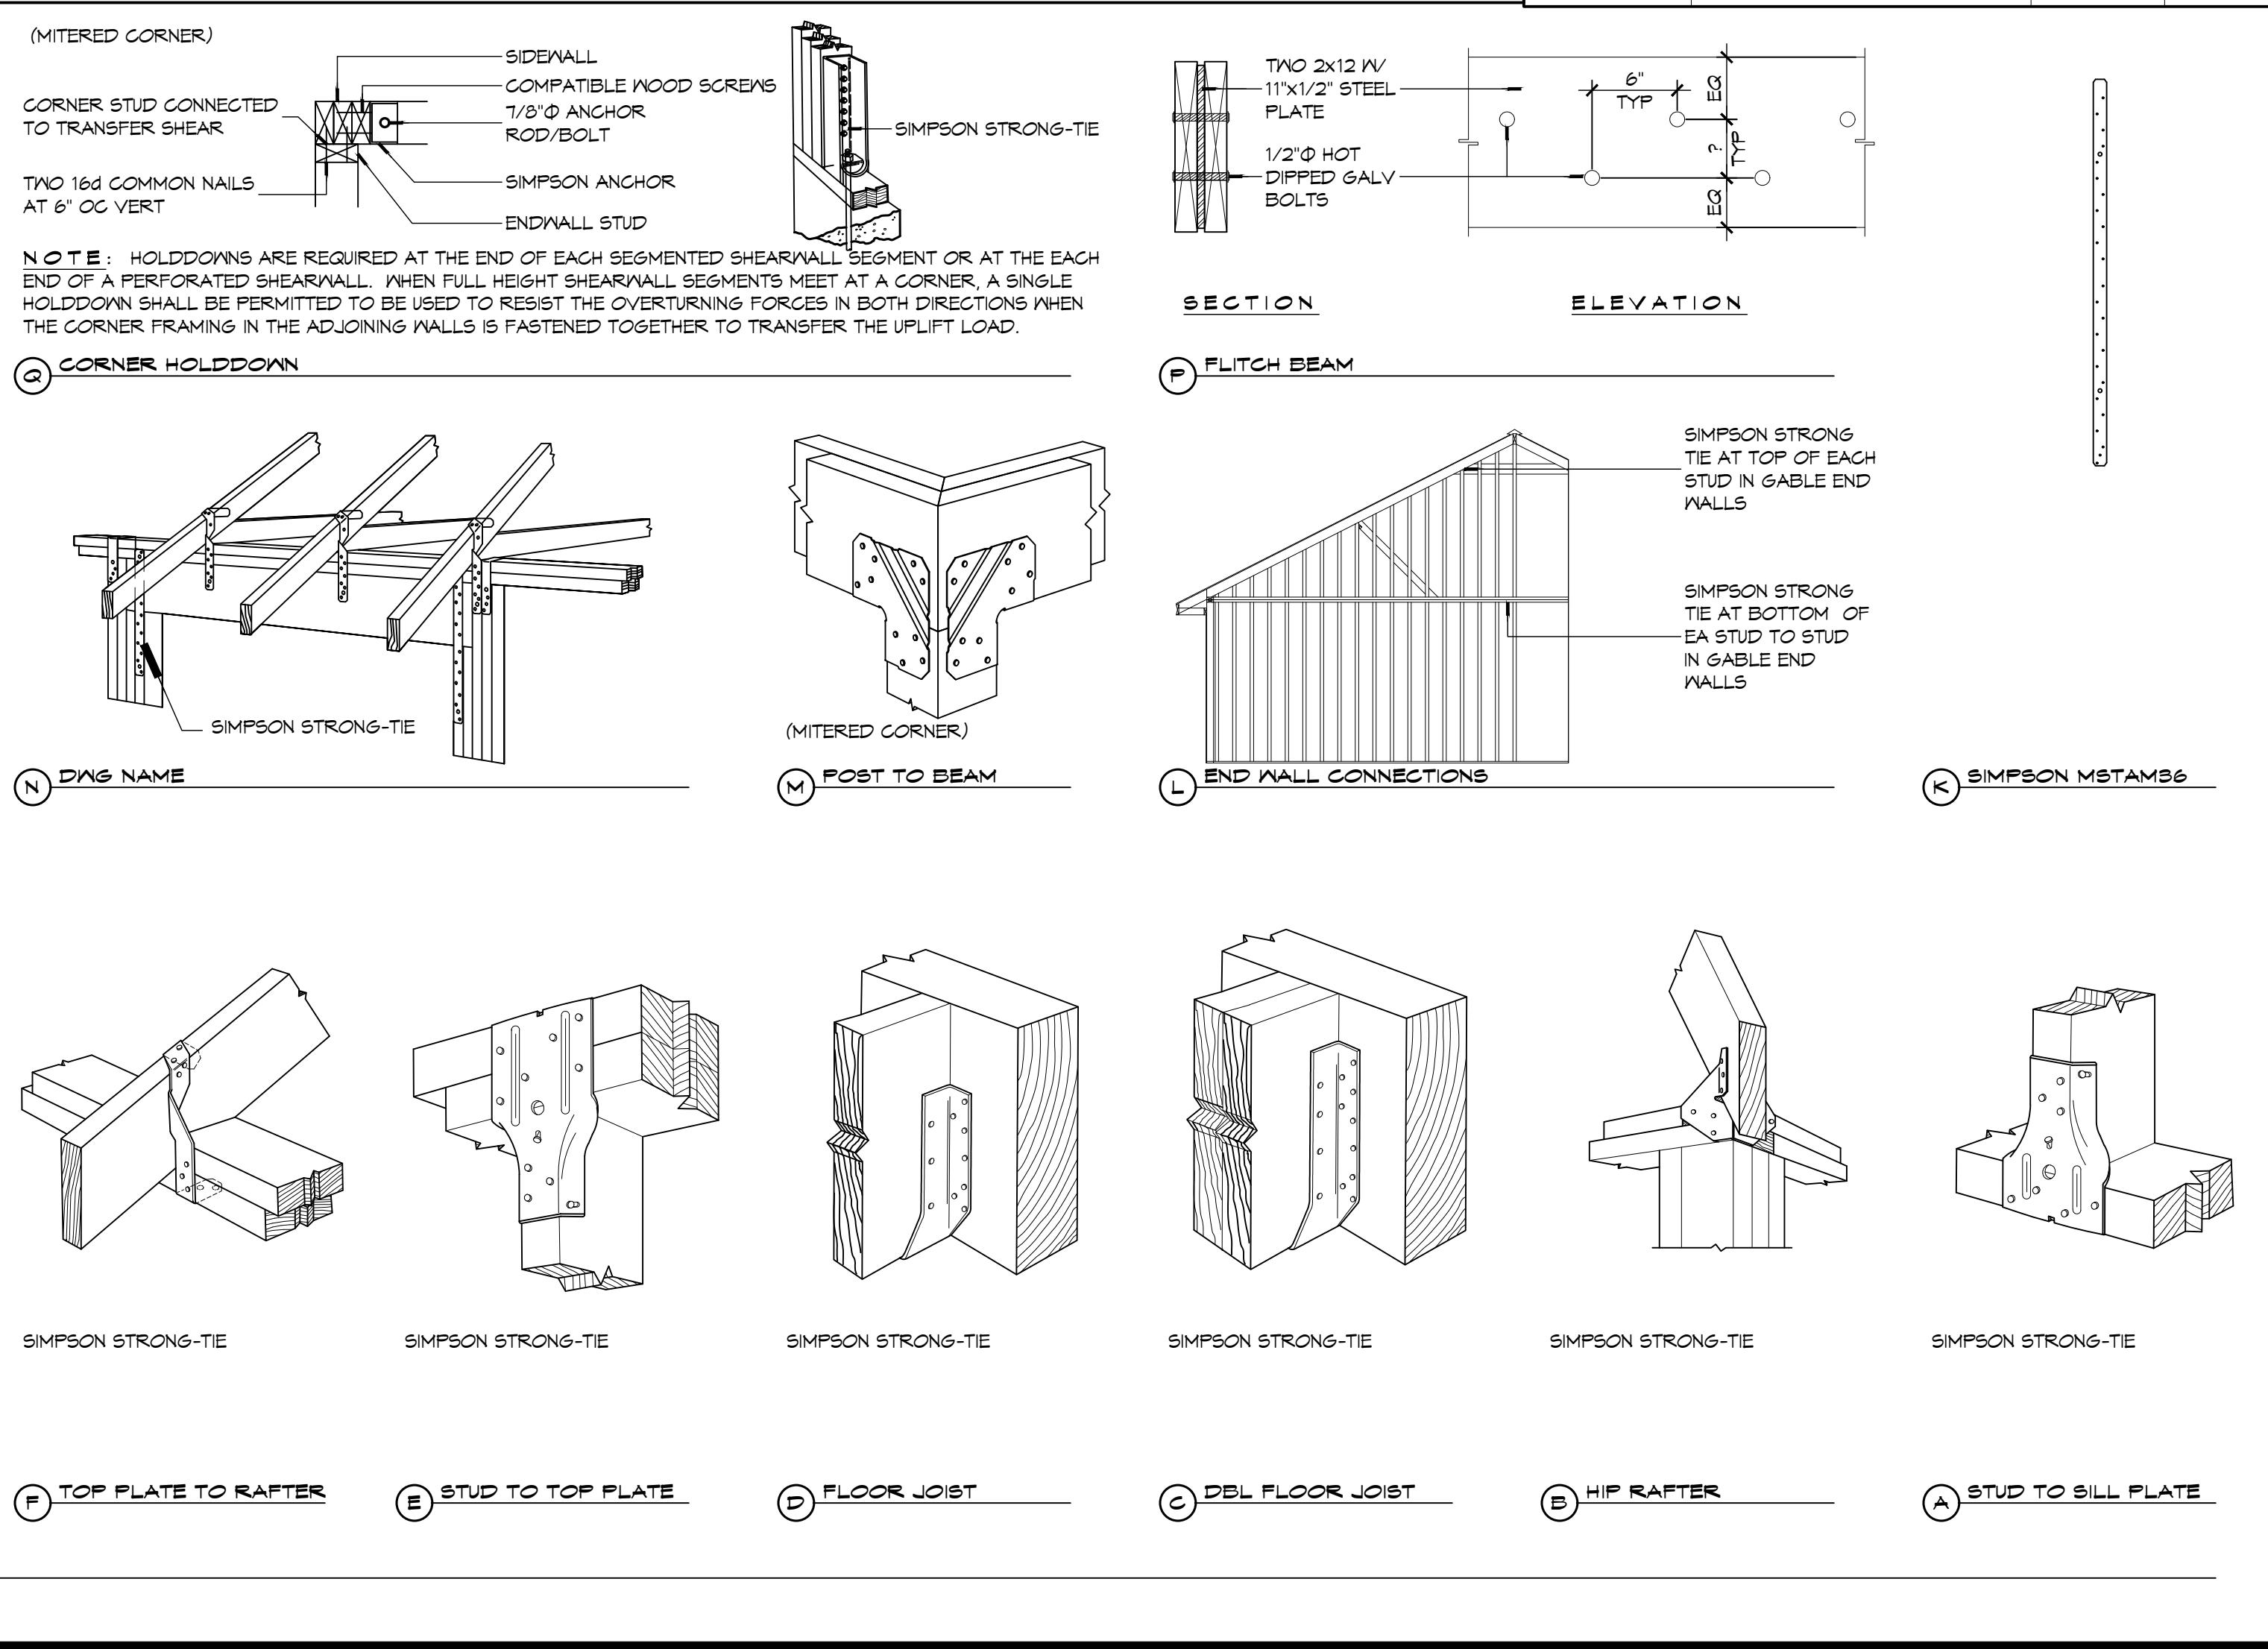 (MITERED CORNER)
SIDEWALL
COMPATIBLE WOOD SCREWS
7/8"Φ ANCHOR
ROD/BOLT
CORNER STUD CONNECTED
TO TRANSFER SHEAR
SIMPSON STRONG-TIE
TWO 16d COMMON NAILS
AT 6" OC VERT
SIMPSON ANCHOR
ENDWALL STUD
NOTE: HOLDDOWNS ARE REQUIRED AT THE END OF EACH SEGMENTED SHEARWALL SEGMENT OR AT THE EACH
END OF A PERFORATED SHEARWALL. WHEN FULL HEIGHT SHEARWALL SEGMENTS MEET AT A CORNER, A SINGLE
HOLDDOWN SHALL BE PERMITTED TO BE USED TO RESIST THE OVERTURNING FORCES IN BOTH DIRECTIONS WHEN
THE CORNER FRAMING IN THE ADJOINING WALLS IS FASTENED TOGETHER TO TRANSFER THE UPLIFT LOAD.
Q CORNER HOLDDOWN
TWO 2x12 W/
11"x1/2" STEEL
PLATE
1/2"Φ HOT
DIPPED GALV
BOLTS
6"
TYP
EQ
?
TYP
EQ
SECTION
ELEVATION
P FLITCH BEAM
SIMPSON STRONG-TIE
N DWG NAME
(MITERED CORNER)
M POST TO BEAM
SIMPSON STRONG
TIE AT TOP OF EACH
STUD IN GABLE END
WALLS
SIMPSON STRONG
TIE AT BOTTOM OF
EA STUD TO STUD
IN GABLE END
WALLS
L END WALL CONNECTIONS
K SIMPSON MSTAM36
SIMPSON STRONG-TIE
F TOP PLATE TO RAFTER
SIMPSON STRONG-TIE
E STUD TO TOP PLATE
SIMPSON STRONG-TIE
D FLOOR JOIST
SIMPSON STRONG-TIE
C DBL FLOOR JOIST
SIMPSON STRONG-TIE
B HIP RAFTER
SIMPSON STRONG-TIE
A STUD TO SILL PLATE